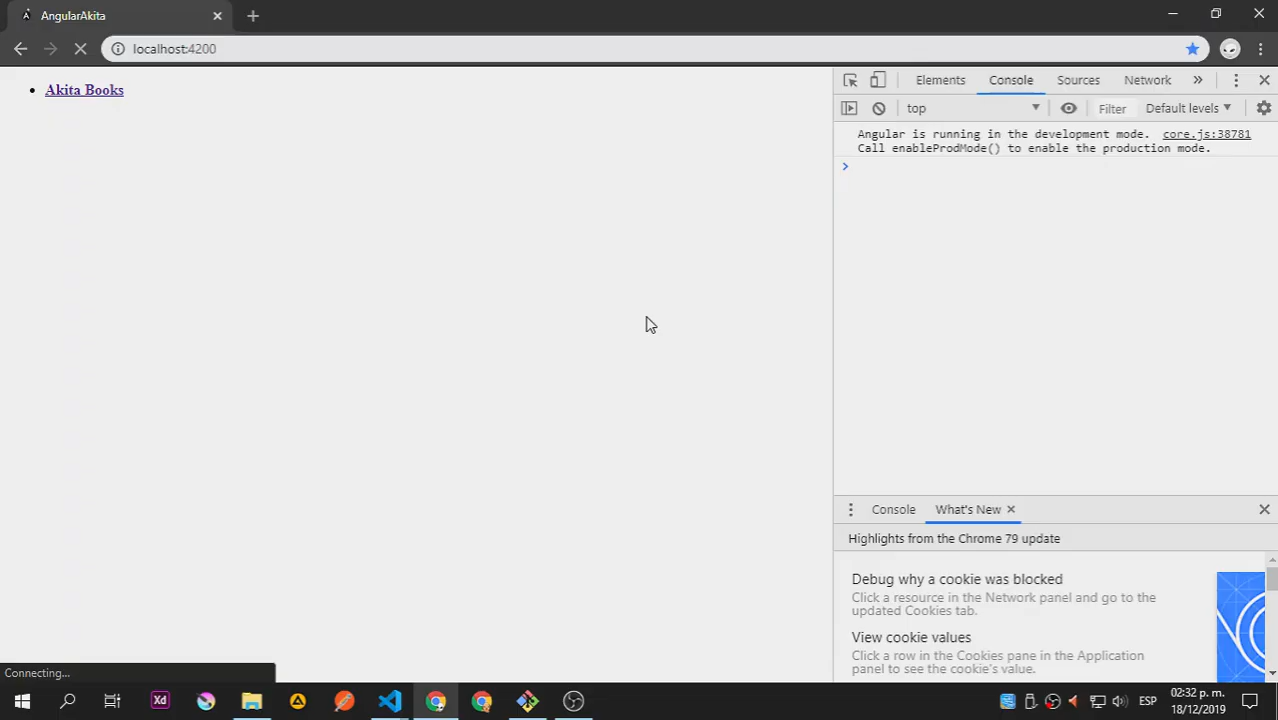 AngularAkita
localhost:4200
Akita Books
Elements
Console
Sources
Network
top
Filter
Default levels
Angular is running in the development mode. core.js:38781
Call enableProdMode() to enable the production mode.
Console
What's New
Highlights from the Chrome 79 update
Debug why a cookie was blocked
Click a resource in the Network panel and go to the
updated Cookies tab.
View cookie values
Click a row in the Cookies pane in the Application
panel to see the cookie's value.
Connecting...
Xd
ESP
02:32 p. m.
18/12/2019